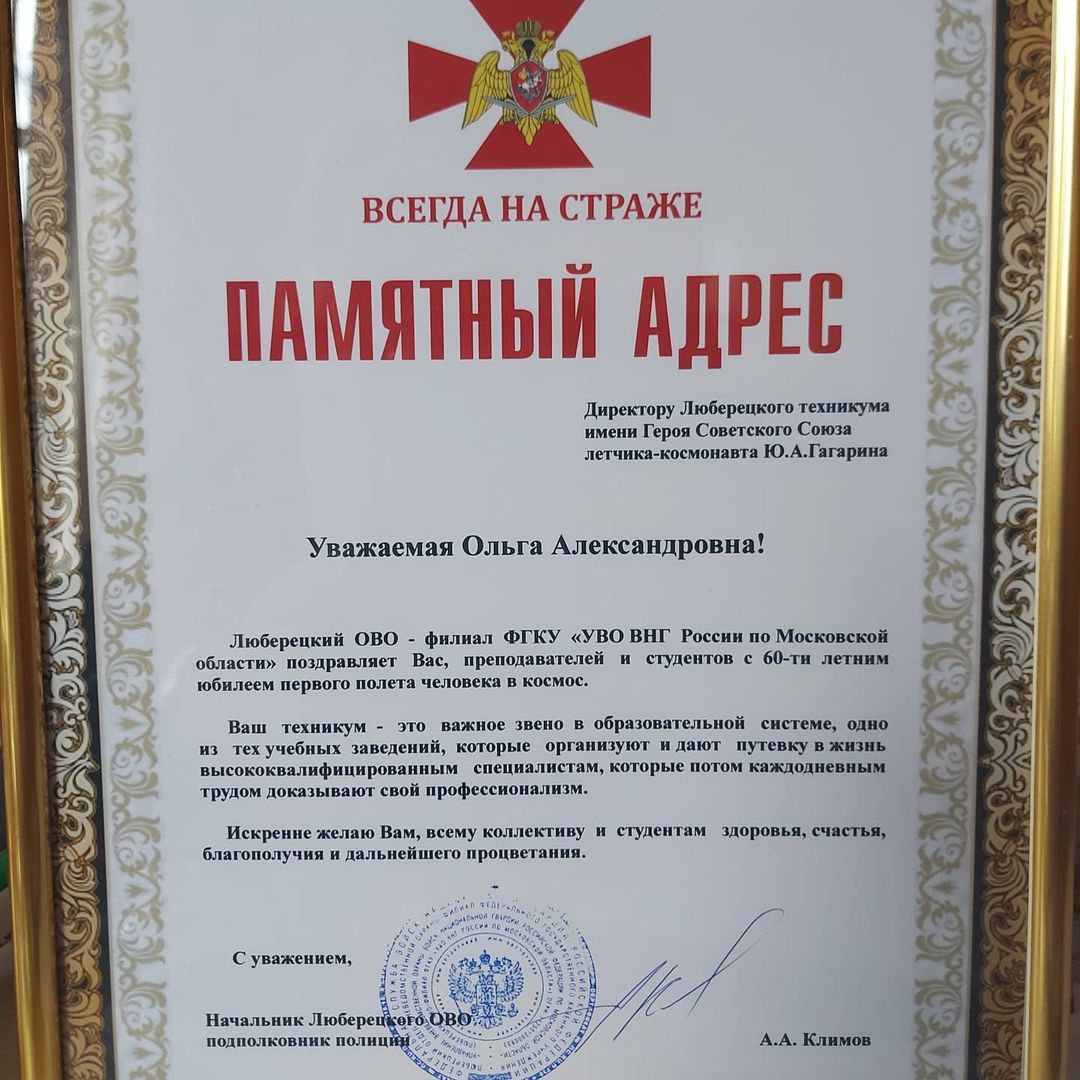 ВСЕГДА НА СТРАЖЕ
ПАМЯТНЫЙ АДРЕС
Директору Люберецкого техникума
имени Героя Советского Союза
летчика-космонавта Ю.А.Гагарина
Уважаемая Ольга Александровна!
Люберецкий ОВО - филиал ФГКУ «УВО ВНГ России по Московской
области» поздравляет Вас, преподавателей и студентов с 60-ти летним
юбилеем первого полета человека в космос.
Ваш техникум - это важное звено в образовательной системе, одно
из тех учебных заведений, которые организуют и дают путевку в жизнь
высококвалифицированным специалистам, которые потом каждодневным
трудом доказывают свой профессионализм.
Искренне желаю Вам, всему коллективу и студентам здоровья, счастья,
благополучия и дальнейшего процветания.
С уважением,
Начальник Люберецкого ОВО
подполковник полиции
А.А. Климов